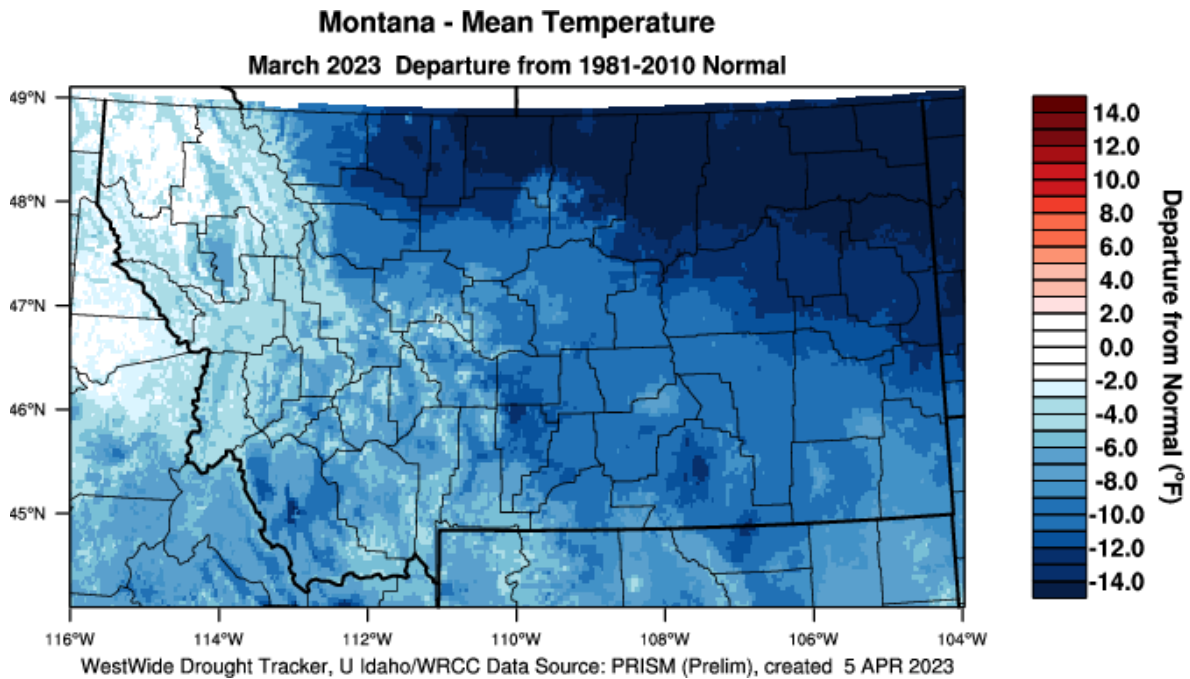 Montana - Mean Temperature
March 2023 Departure from 1981-2010 Normal
49°N
48°N
47°N
46°N
45°N
116°W 114°W 112°W 110°W 108°W 106°W 104°W
14.0
12.0
10.0
8.0
6.0
4.0
2.0
0.0
-2.0
-4.0
-6.0
-8.0
-10.0
-12.0
-14.0
Departure from Normal (°F)
WestWide Drought Tracker, U Idaho/WRCC Data Source: PRISM (Prelim), created 5 APR 2023